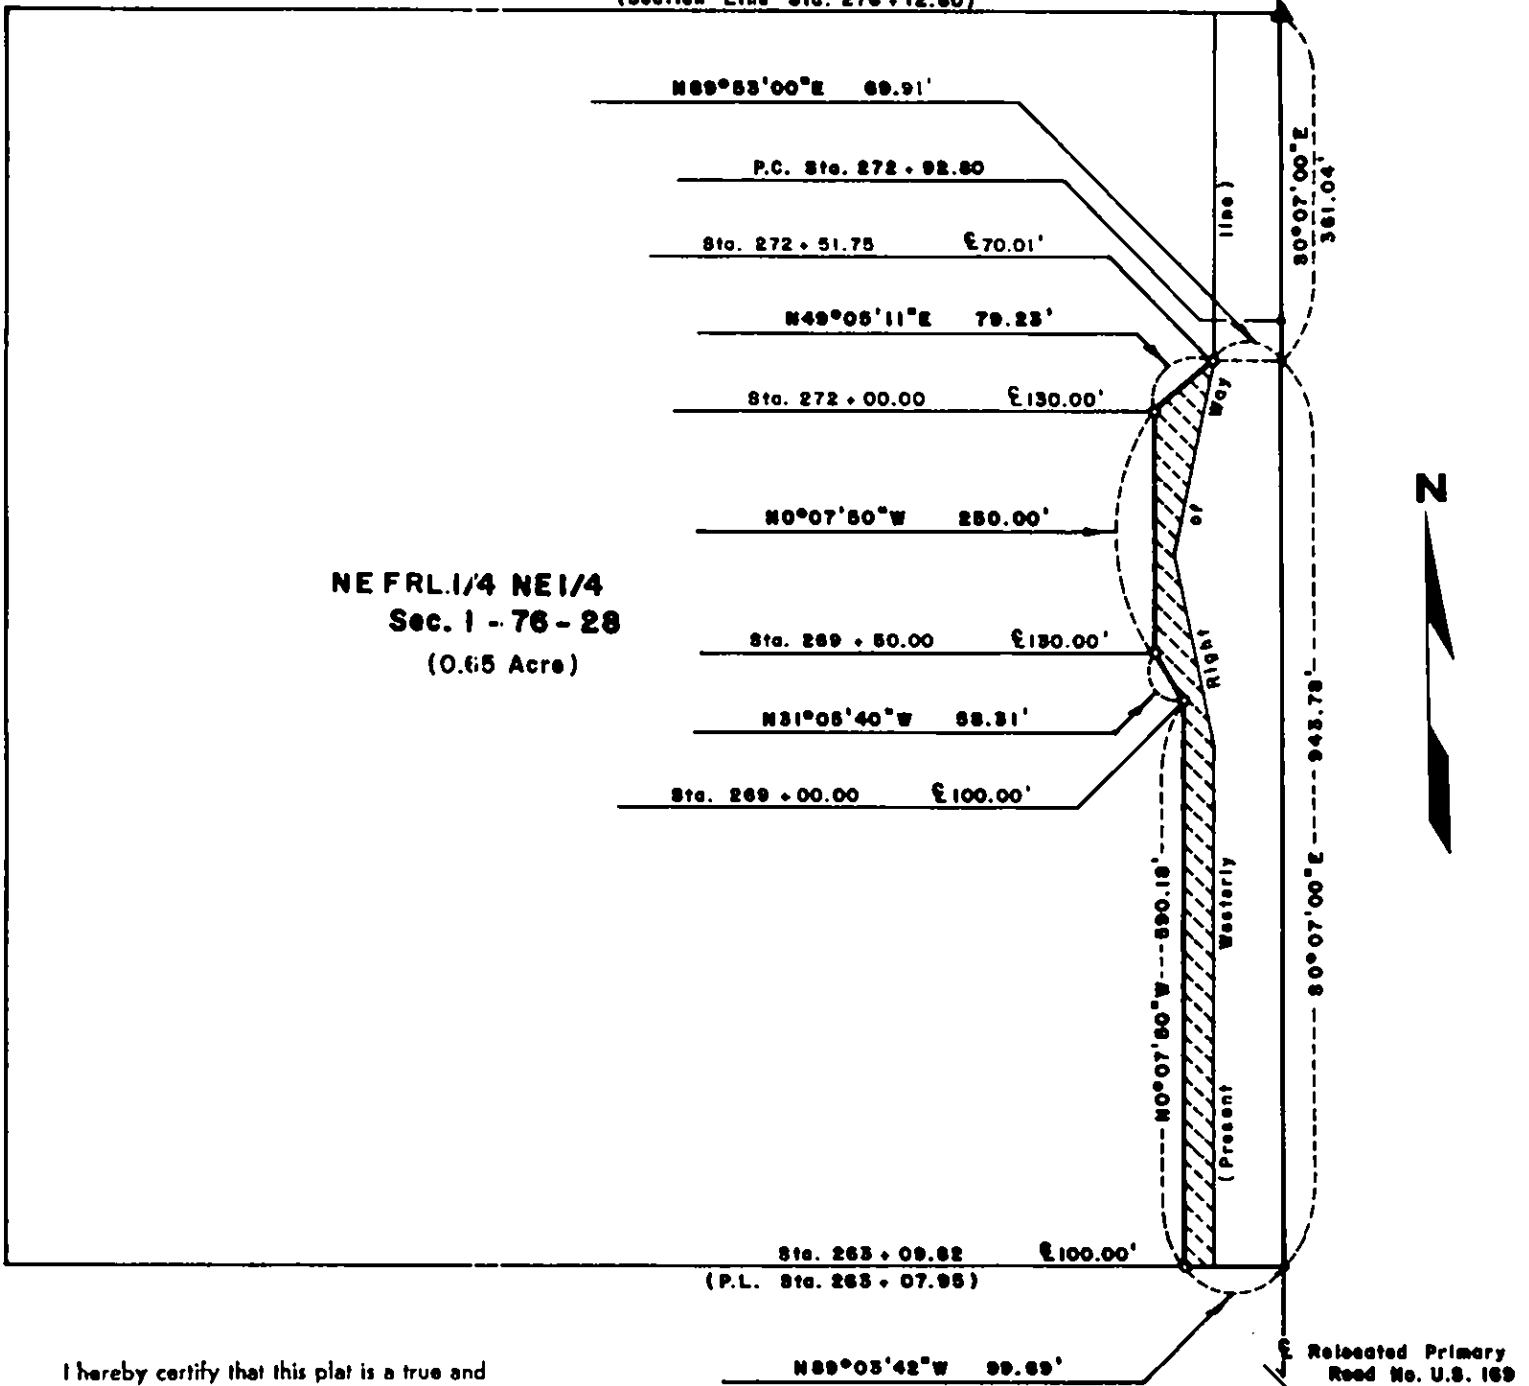 N89°53'00"E 69.91'
P.C. Sta. 272+92.80
S0°07'00"E
361.04'
line)
Sta. 272+51.75 ℄70.01'
N49°05'11"E 79.23'
Sta. 272+00.00 ℄130.00'
Way
N
of
N0°07'50"W 250.00'
NE FRL.1/4 NE1/4
Sec. 1-76-28
(0.65 Acre)
Sta. 269+50.00 ℄130.00'
Right
N31°05'40"W 58.31'
S0°07'00"E 943.78'
Sta. 269+00.00 ℄100.00'
Westerly
N0°07'50"W 590.18'
(Present
Sta. 263+09.82 ℄100.00'
(P.L. Sta. 263+07.95)
I hereby certify that this plat is a true and
N89°03'42"W 99.69'
℄ Relocated Primary
Road No. U.S. 169